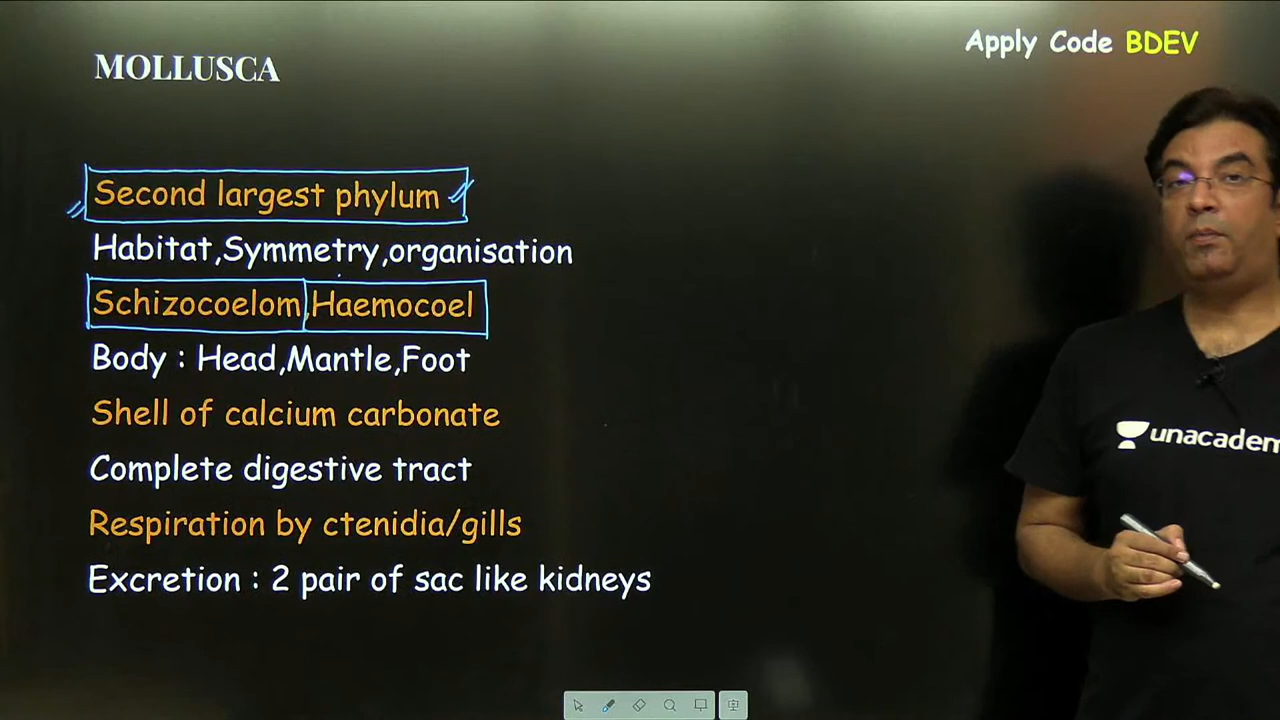 Apply Code BDEV
MOLLUSCA
Second largest phylum
Habitat,Symmetry,organisation
Schizocoelom,Haemocoel
Body : Head,Mantle,Foot
Shell of calcium carbonate
unacadem
Complete digestive tract
Respiration by ctenidia/gills
Excretion : 2 pair of sac like kidneys